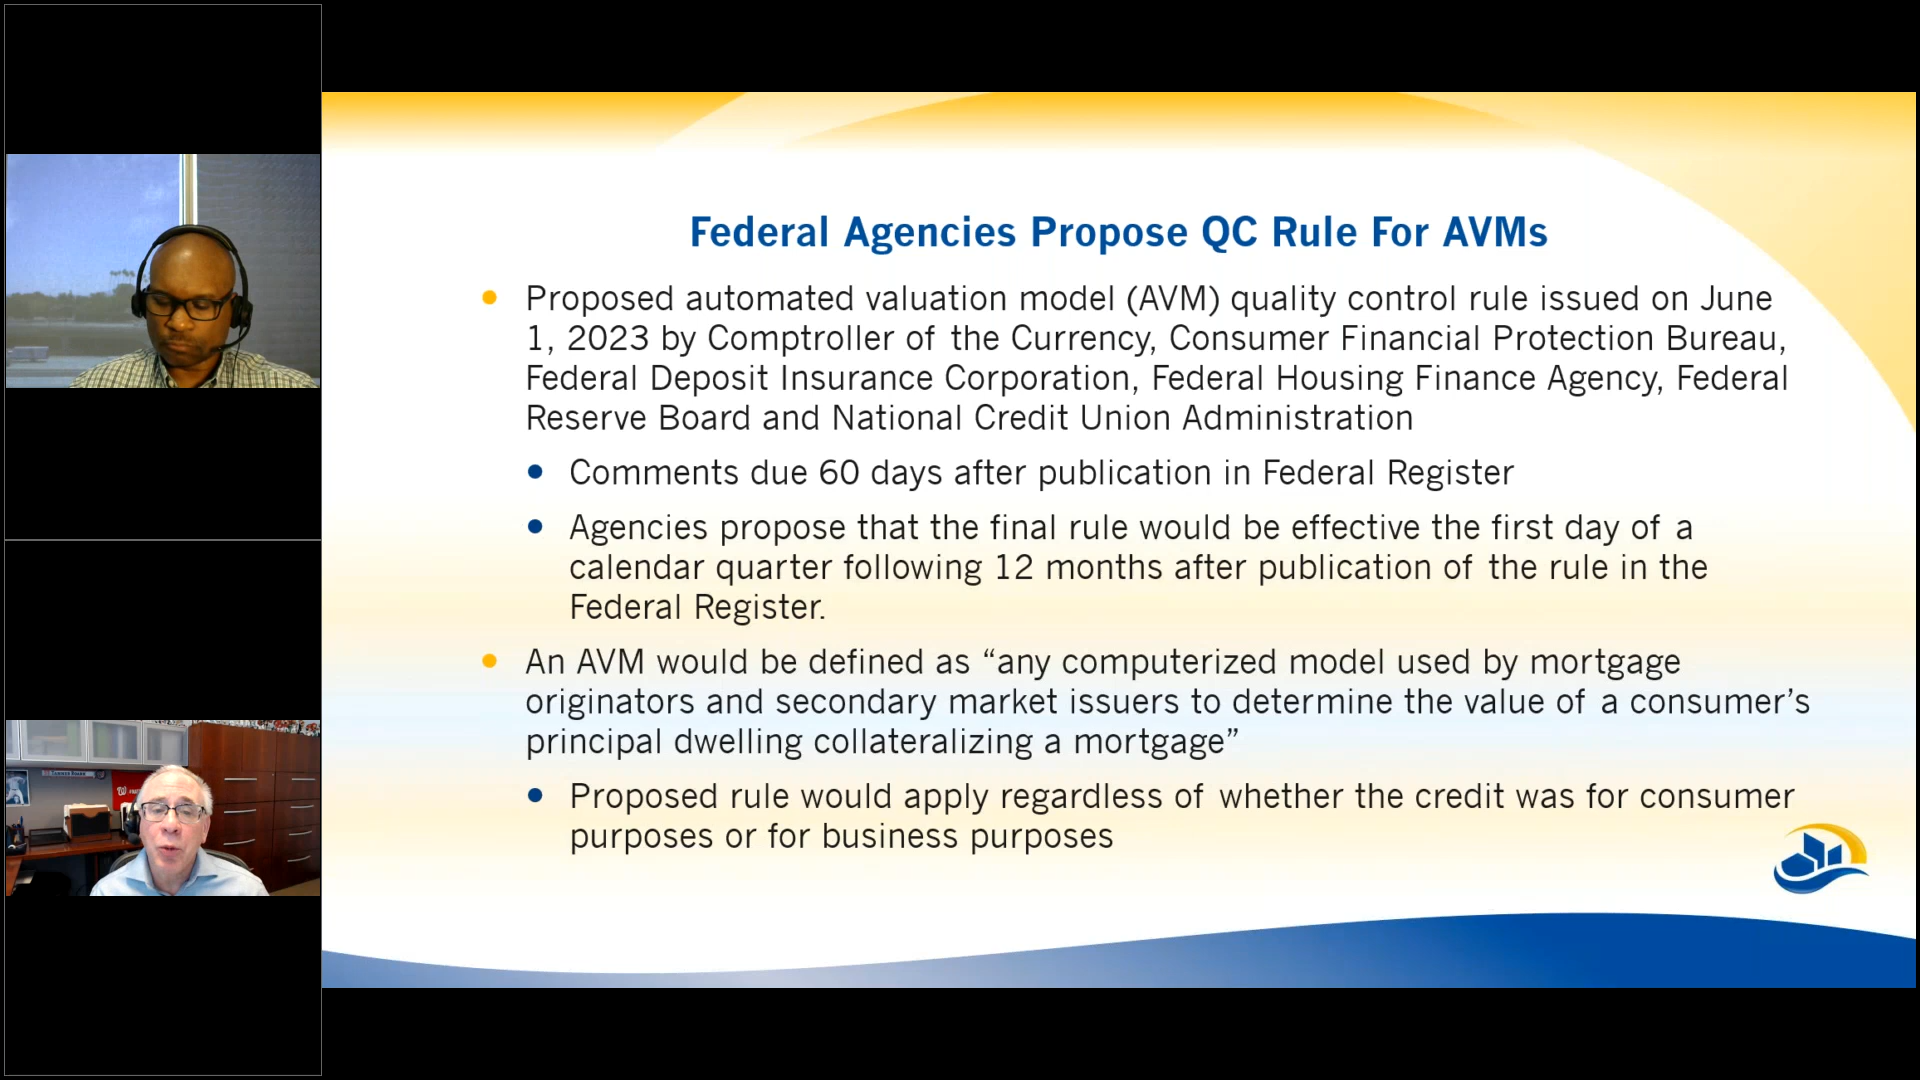 Federal Agencies Propose QC Rule For AVMs
Proposed automated valuation model (AVM) quality control rule issued on June
1, 2023 by Comptroller of the Currency, Consumer Financial Protection Bureau,
Federal Deposit Insurance Corporation, Federal Housing Finance Agency, Federal
Reserve Board and National Credit Union Administration
Comments due 60 days after publication in Federal Register
Agencies propose that the final rule would be effective the first day of a
calendar quarter following 12 months after publication of the rule in the
Federal Register.
An AVM would be defined as “any computerized model used by mortgage
originators and secondary market issuers to determine the value of a consumer’s
principal dwelling collateralizing a mortgage”
Proposed rule would apply regardless of whether the credit was for consumer
purposes or for business purposes